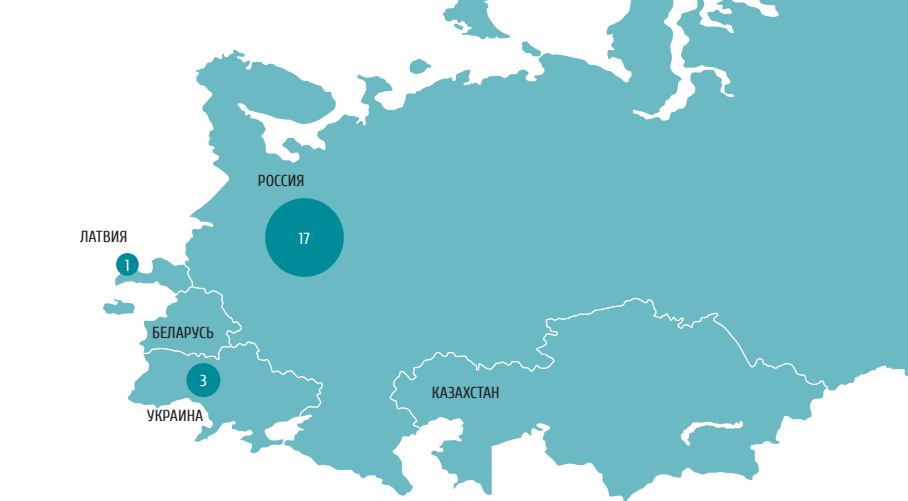 РОССИЯ
17
ЛАТВИЯ
1
БЕЛАРУСЬ
3
КАЗАХСТАН
УКРАИНА